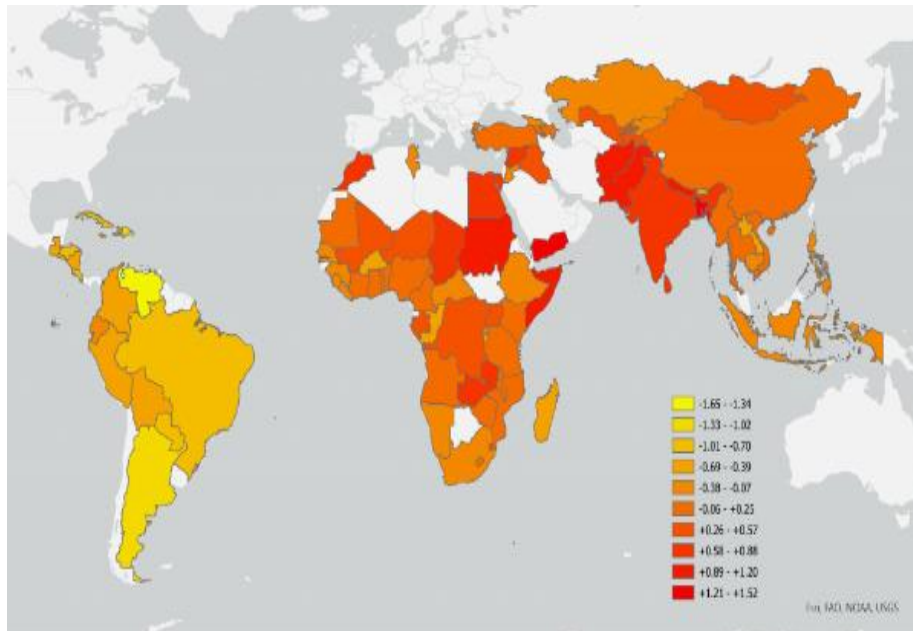 -1.65 - -1.34
-1.33 - -1.02
-1.01 - -0.70
-0.69 - -0.39
-0.38 - -0.07
-0.06 - +0.25
+0.26 - +0.57
+0.58 - +0.88
+0.89 - +1.20
+1.21 - +1.52
Esri, FAO, NOAA, USGS